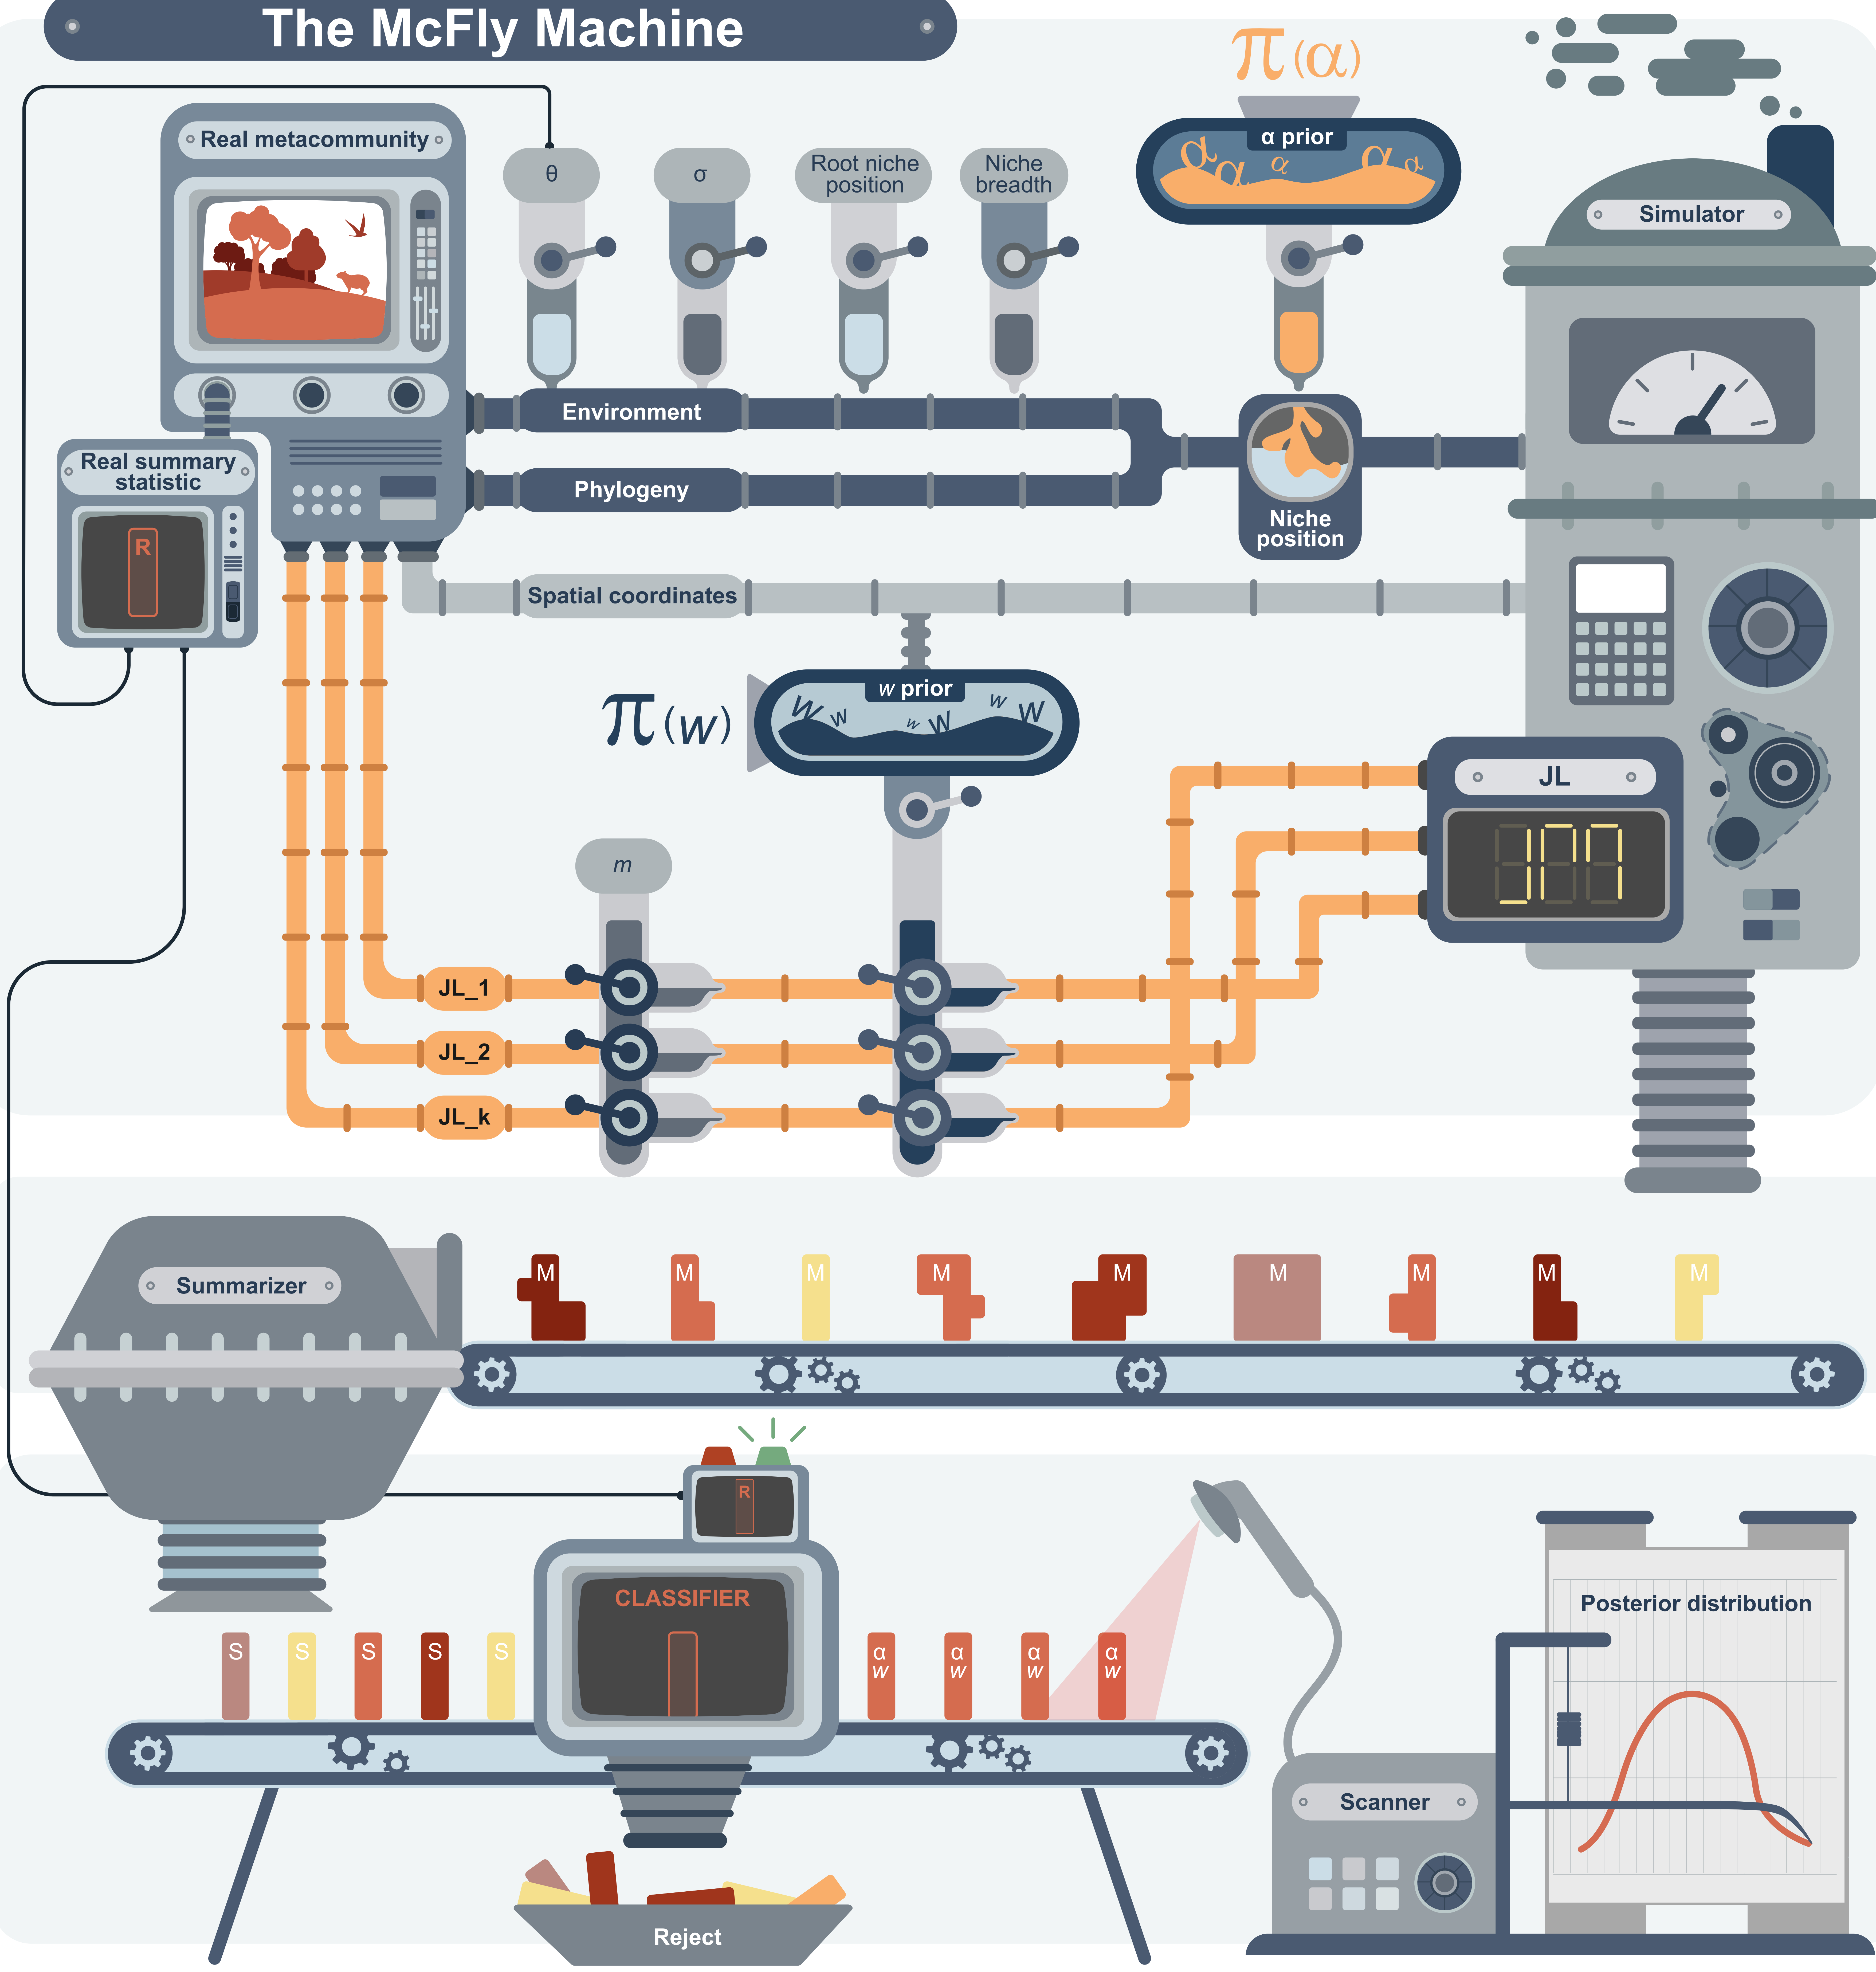 The McFly Machine
π(α)
Real metacommunity
θ
σ
Root niche
position
Niche
breadth
α prior
α α α α α
Simulator
Environment
Phylogeny
Niche
position
Real summary
statistic
R
Spatial coordinates
π(w)
w prior
w w w w w w
JL
m
JL_1
JL_2
JL_k
Summarizer
M M M M M M M M M
R
CLASSIFIER
S S S S S
α α α α
w w w w
Posterior distribution
Scanner
Reject